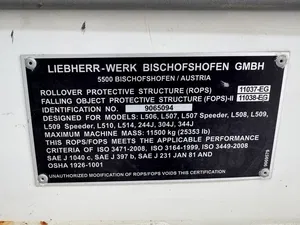 LIEBHERR-WERK BISCHOFSHOFEN GMBH
5500 BISCHOFSHOFEN / AUSTRIA
ROLLOVER PROTECTIVE STRUCTURE (ROPS) 11037-EG
FALLING OBJECT PROTECTIVE STRUCTURE (FOPS)-II 11038-EG
IDENTIFICATION NO. 9065094
DESIGNED FOR MODELS: L506, L507, L507 Speeder, L508, L509,
L509 Speeder, L510, L514, 244J, 304J, 344J
MAXIMUM MACHINE MASS: 11500 kg (25353 lb)
THIS ROPS/FOPS MEETS THE APPLICABLE PERFORMANCE
CRITERIA OF ISO 3471-2008, ISO 3164-1999, ISO 3449-2008
SAE J 1040 c, SAE J 397 b, SAE J 231 JAN 81 AND
OSHA 1926-1001
UNAUTHORIZED MODIFICATION OF ROPS/FOPS VOIDS THIS CERTIFICATION